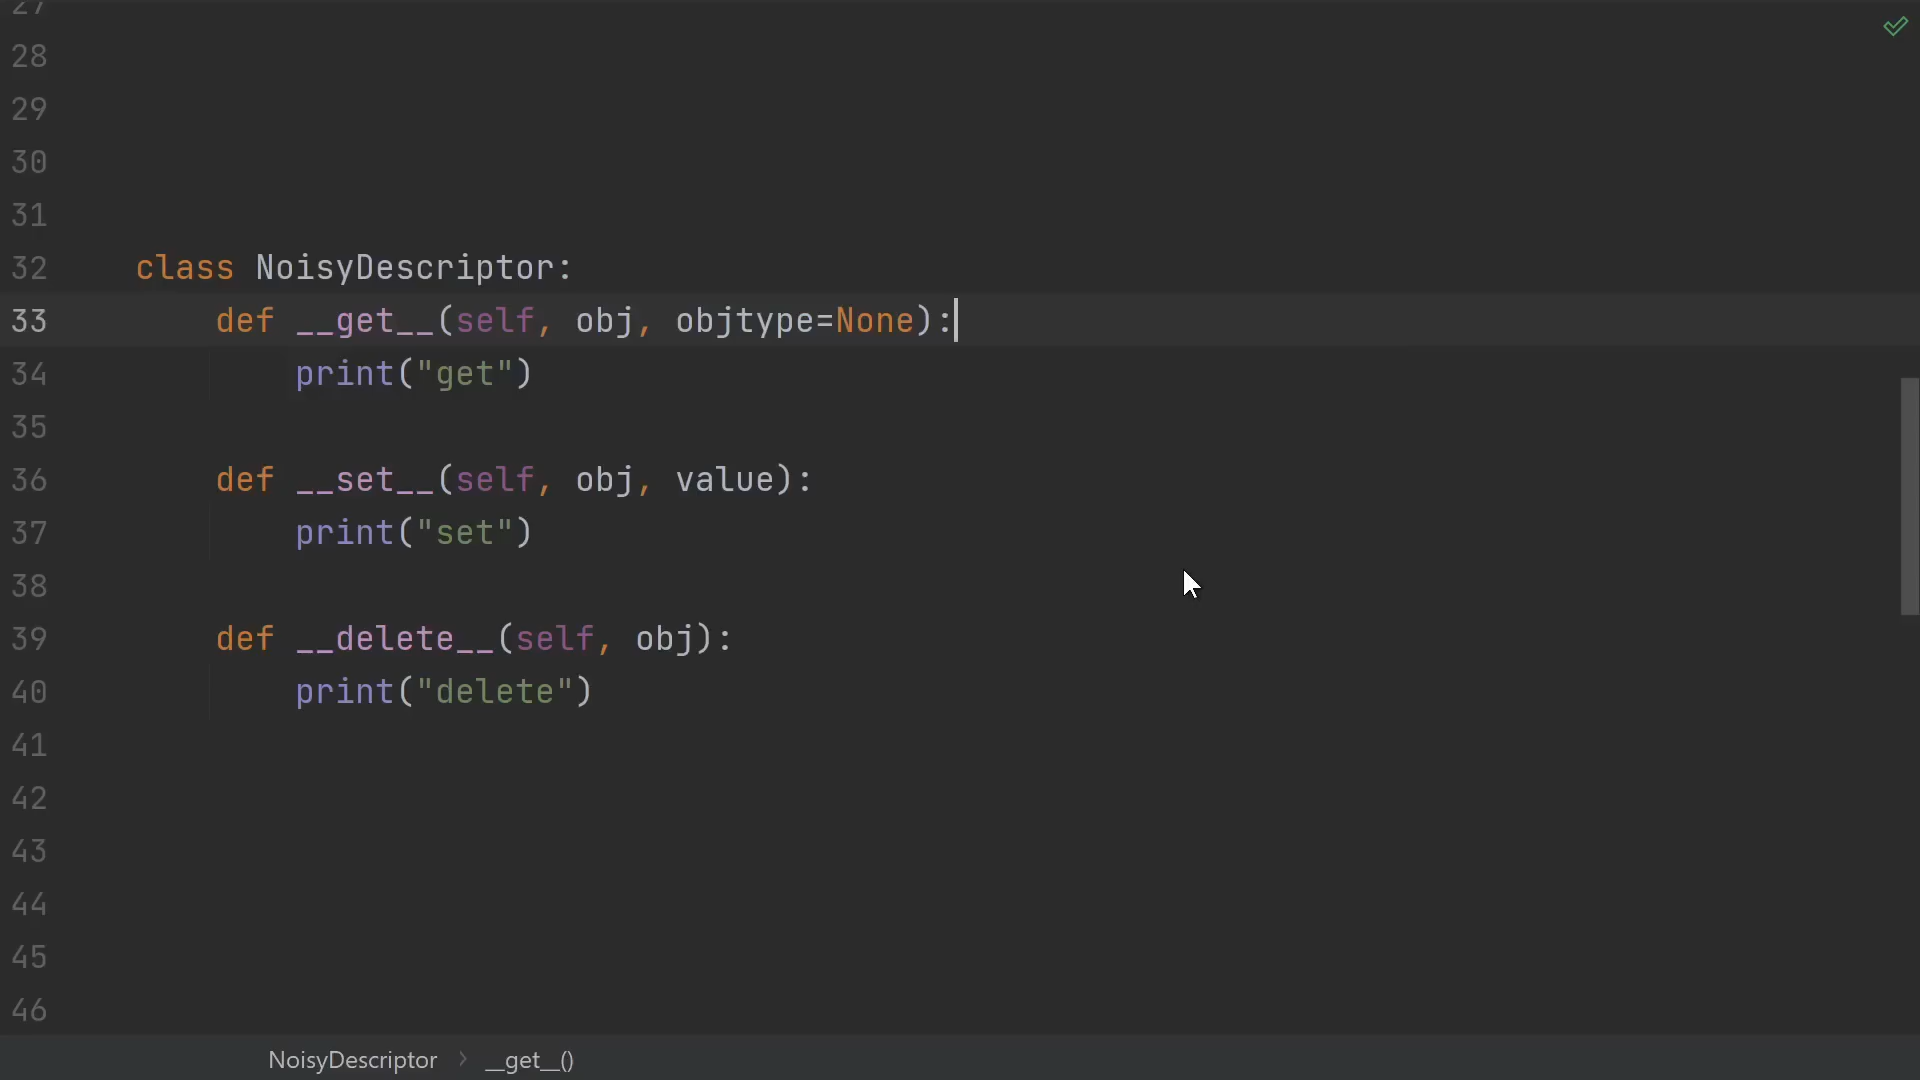 27
28
29
30
31
32 class NoisyDescriptor:
33 def __get__(self, obj, objtype=None):
34 print("get")
35
36 def __set__(self, obj, value):
37 print("set")
38
39 def __delete__(self, obj):
40 print("delete")
41
42
43
44
45
46
NoisyDescriptor > __get__()